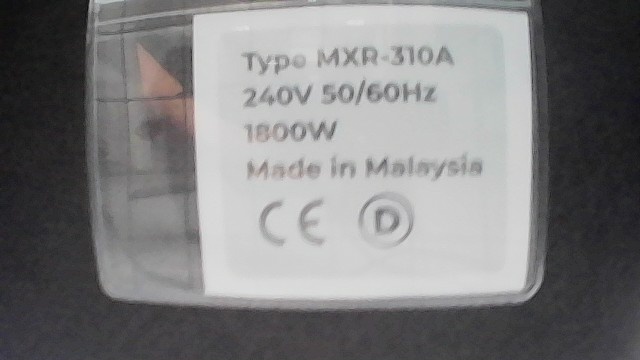 Type MXR-310A
240V 50/60Hz
1800W
Made in Malaysia
CE D